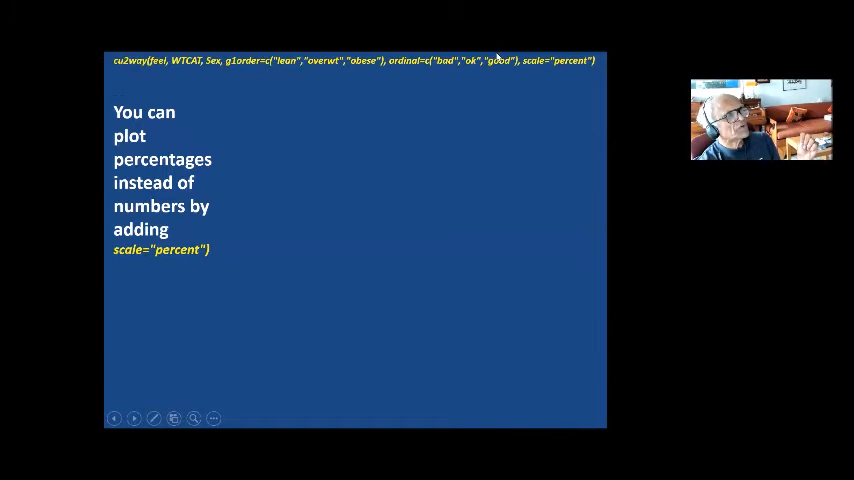 cu2way(feel, WTCAT, Sex, g1order=c("lean","overwt","obese"), ordinal=c("bad","ok","good"), scale="percent")
You can
plot
percentages
instead of
numbers by
adding
scale="percent")